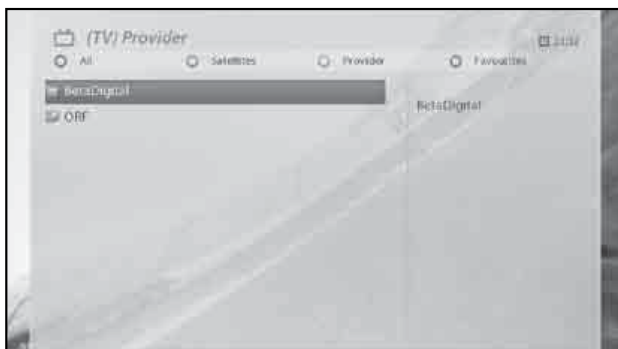 (TV) Provider
All Satellites Provider Favourites
BetaDigital
ORF
BetaDigital